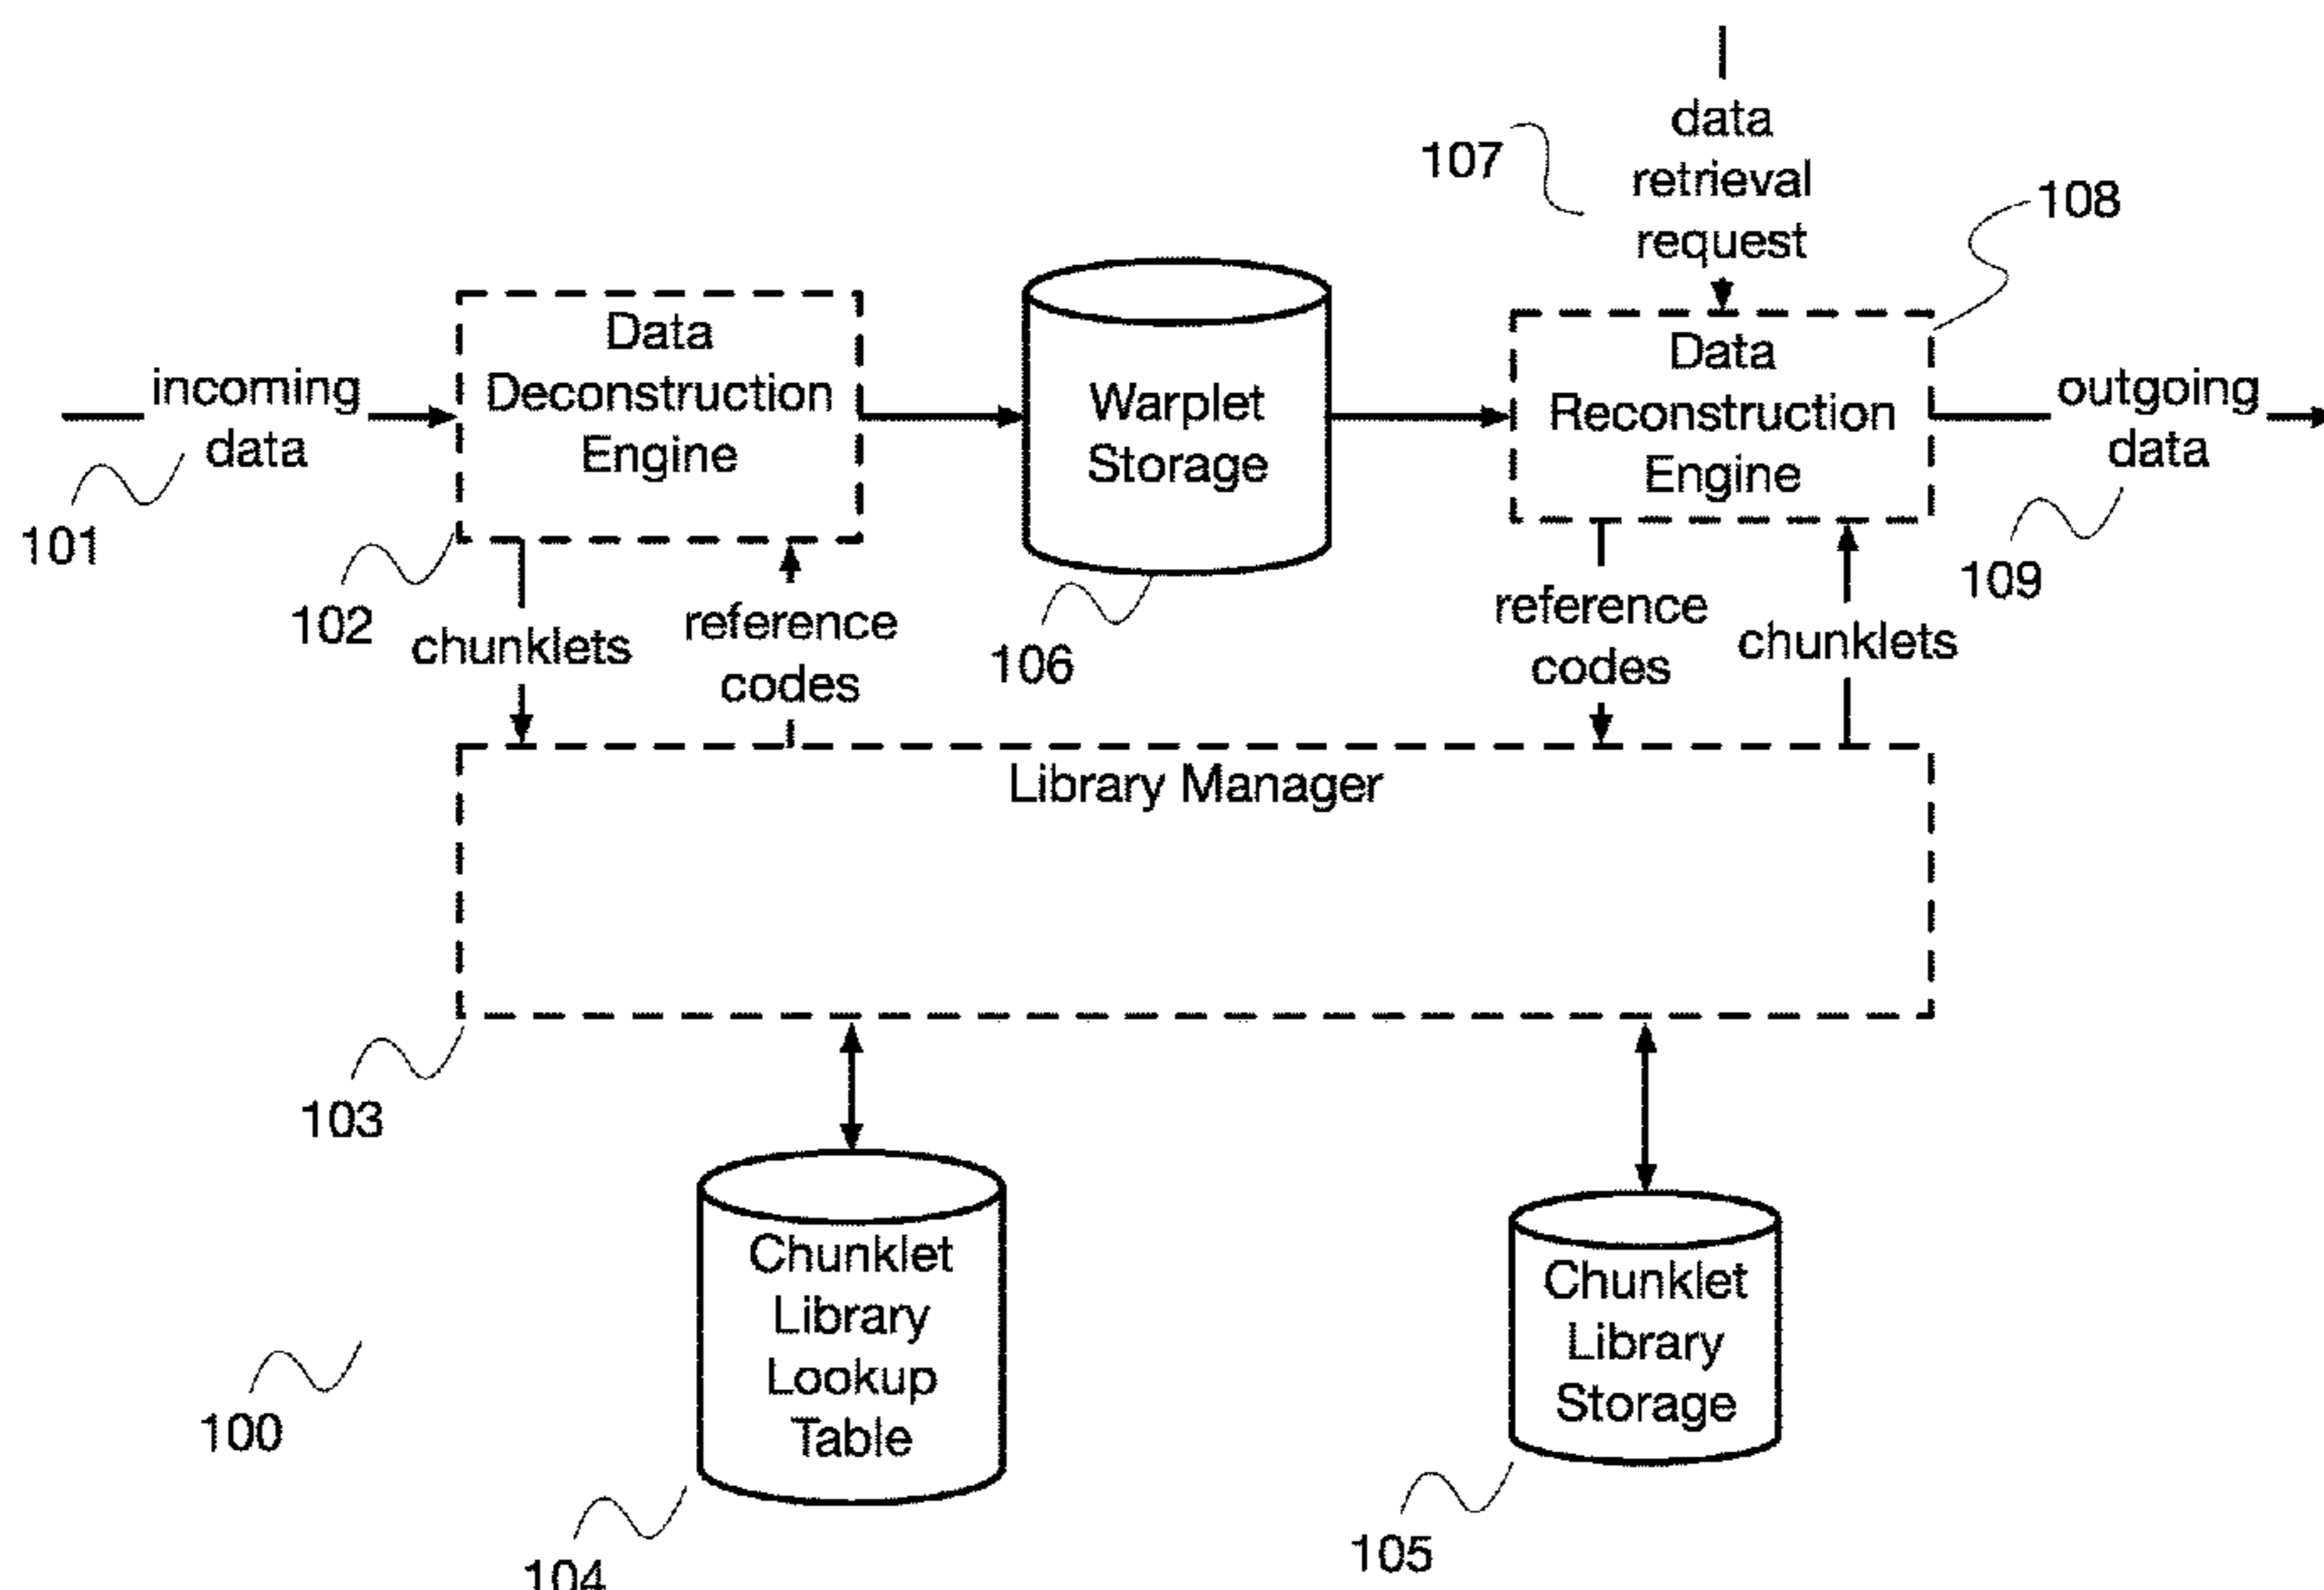 data
retrieval
request
107
108
incoming
data
101
Data
Deconstruction
Engine
102
Warplet
Storage
106
Data
Reconstruction
Engine
outgoing
data
109
chunklets
reference
codes
reference
codes
chunklets
Library Manager
103
Chunklet
Library
Lookup
Table
104
Chunklet
Library
Storage
105
100